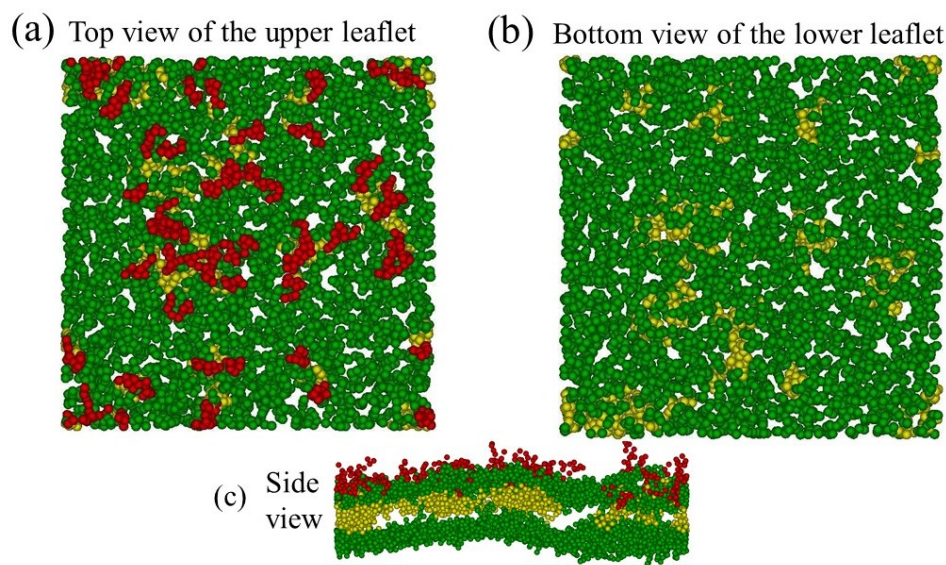 (a) Top view of the upper leaflet
(b) Bottom view of the lower leaflet
(c) Side
view